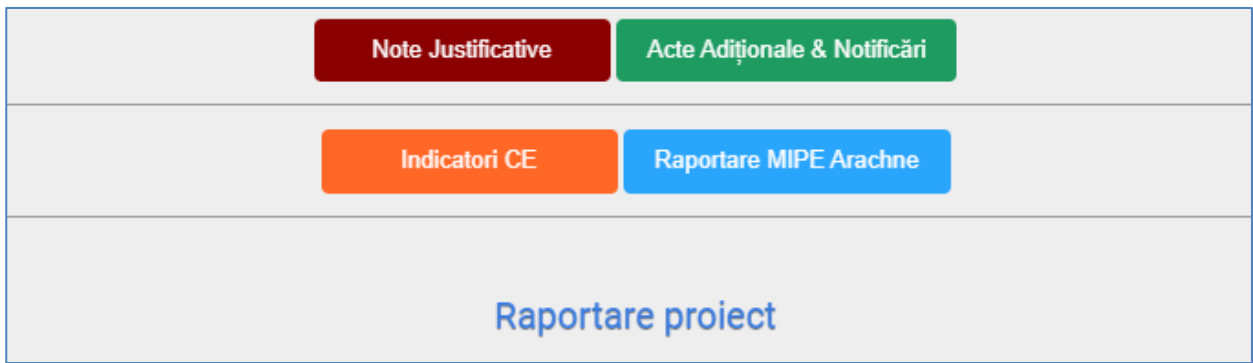 Note Justificative Acte Adiționale & Notificări
Indicatori CE Raportare MIPE Arachne
Raportare proiect